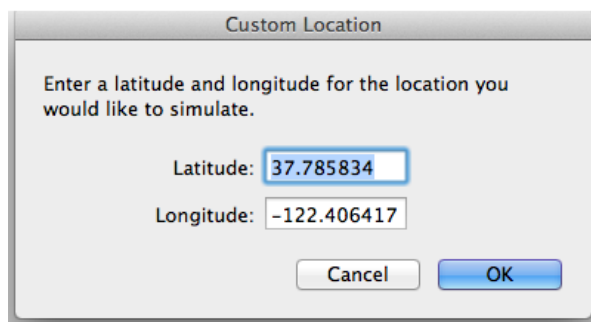 Custom Location
Enter a latitude and longitude for the location you
would like to simulate.
Latitude: 37.785834
Longitude: -122.406417
Cancel OK